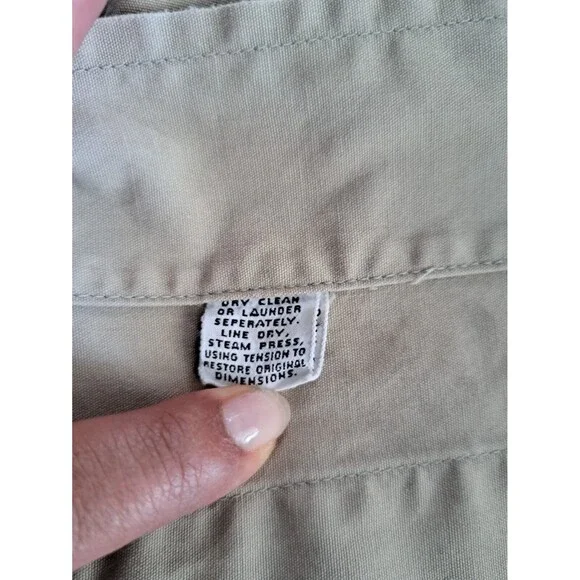 DRY CLEAN
OR LAUNDER
SEPERATELY.
LINE DRY,
STEAM PRESS,
USING TENSION TO
RESTORE ORIGINAL
DIMENSIONS.